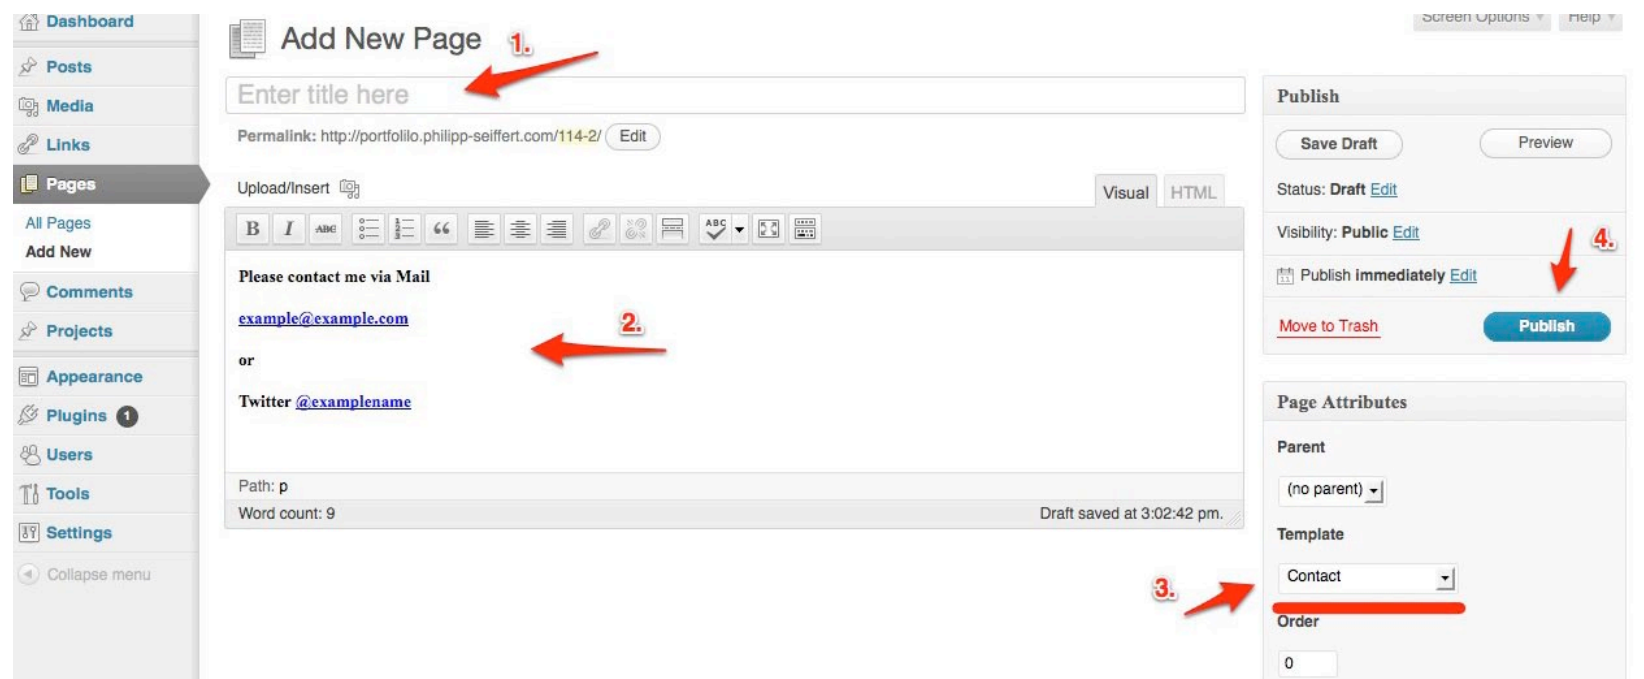 Dashboard
Posts
Media
Links
Pages
All Pages
Add New
Comments
Projects
Appearance
Plugins 1
Users
Tools
Settings
Collapse menu
Screen Options Help
Add New Page
1.
Enter title here
Permalink: http://portfolilo.philipp-seiffert.com/114-2/ Edit
Upload/Insert
Visual HTML
B I ABC ABC
Please contact me via Mail
example@example.com
2.
or
Twitter @examplename
Path: p
Word count: 9 Draft saved at 3:02:42 pm.
Publish
Save Draft Preview
Status: Draft Edit
Visibility: Public Edit
4.
Publish immediately Edit
Move to Trash Publish
Page Attributes
Parent
(no parent)
Template
3.
Contact
Order
0